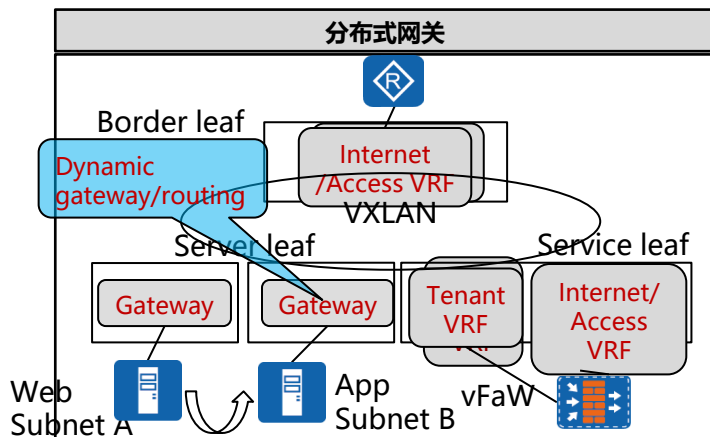 分布式网关
R
Border leaf
Dynamic
gateway/routing
Internet
/Access VRF
VXLAN
Server leaf
Service leaf
Gateway
Gateway
Tenant
VRF
VRF
Internet/
Access
VRF
Web
Subnet A
App
Subnet B
vFaW